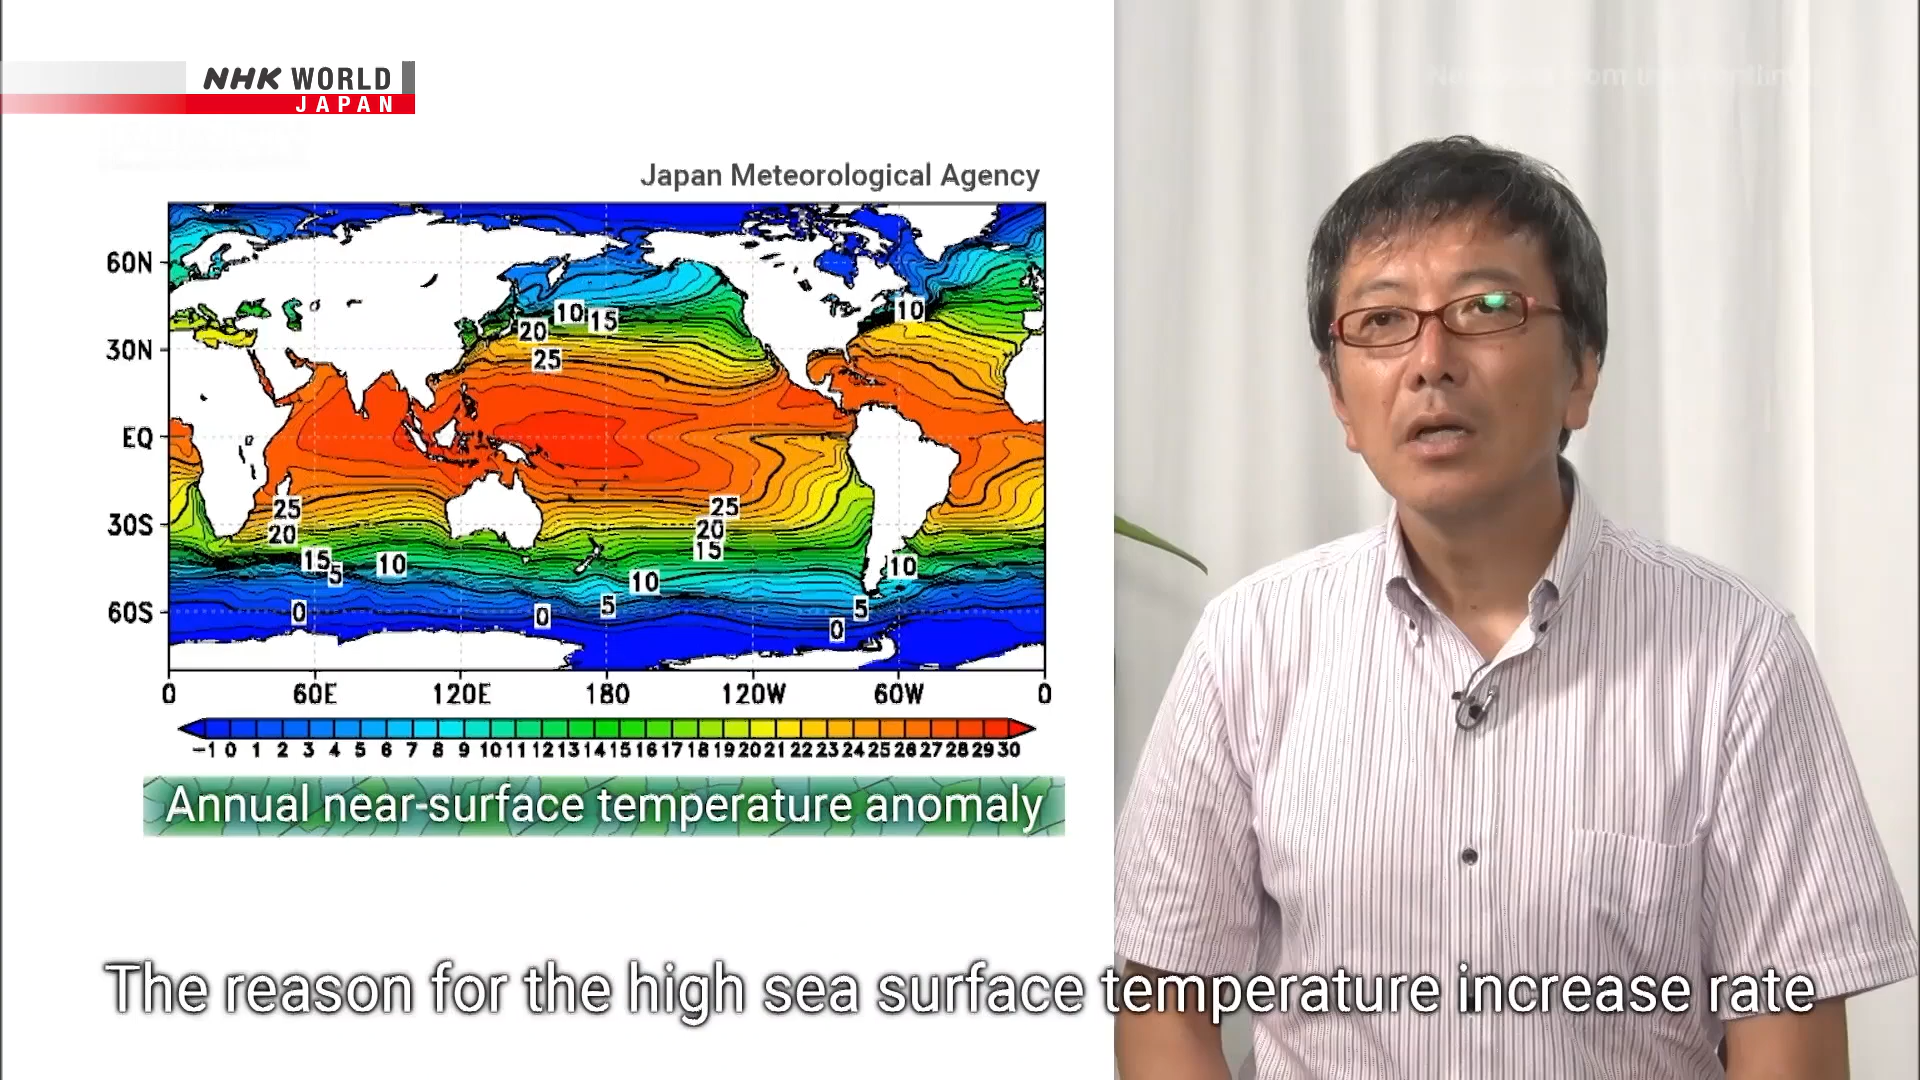 NHK WORLD
JAPAN
Japan Meteorological Agency
60N
30N
EQ
30S
60S
10
15
20
25
10
25
20
15
5
10
25
20
15
10
10
5
5
0
0
0
0
60E
120E
180
120W
60W
0
-1 0 1 2 3 4 5 6 7 8 9 10 11 12 13 14 15 16 17 18 19 20 21 22 23 24 25 26 27 28 29 30
Annual near-surface temperature anomaly
The reason for the high sea surface temperature increase rate